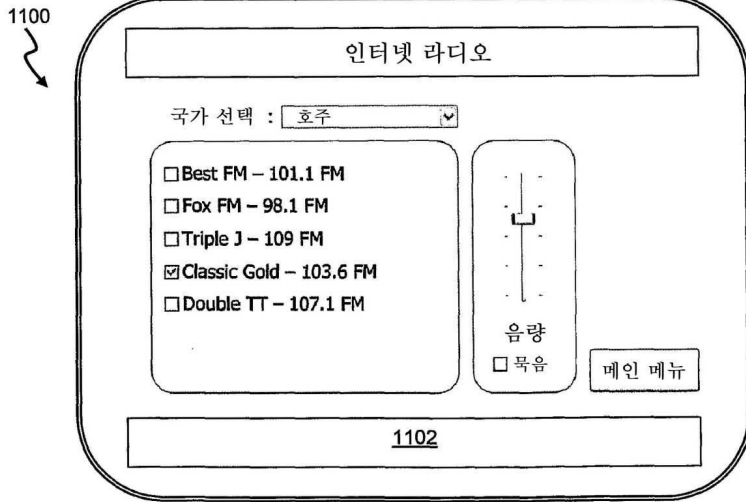 1100
인터넷 라디오
국가 선택 : 호주
Best FM – 101.1 FM
Fox FM – 98.1 FM
Triple J – 109 FM
Classic Gold – 103.6 FM
Double TT – 107.1 FM
음량
묵음
메인 메뉴
1102